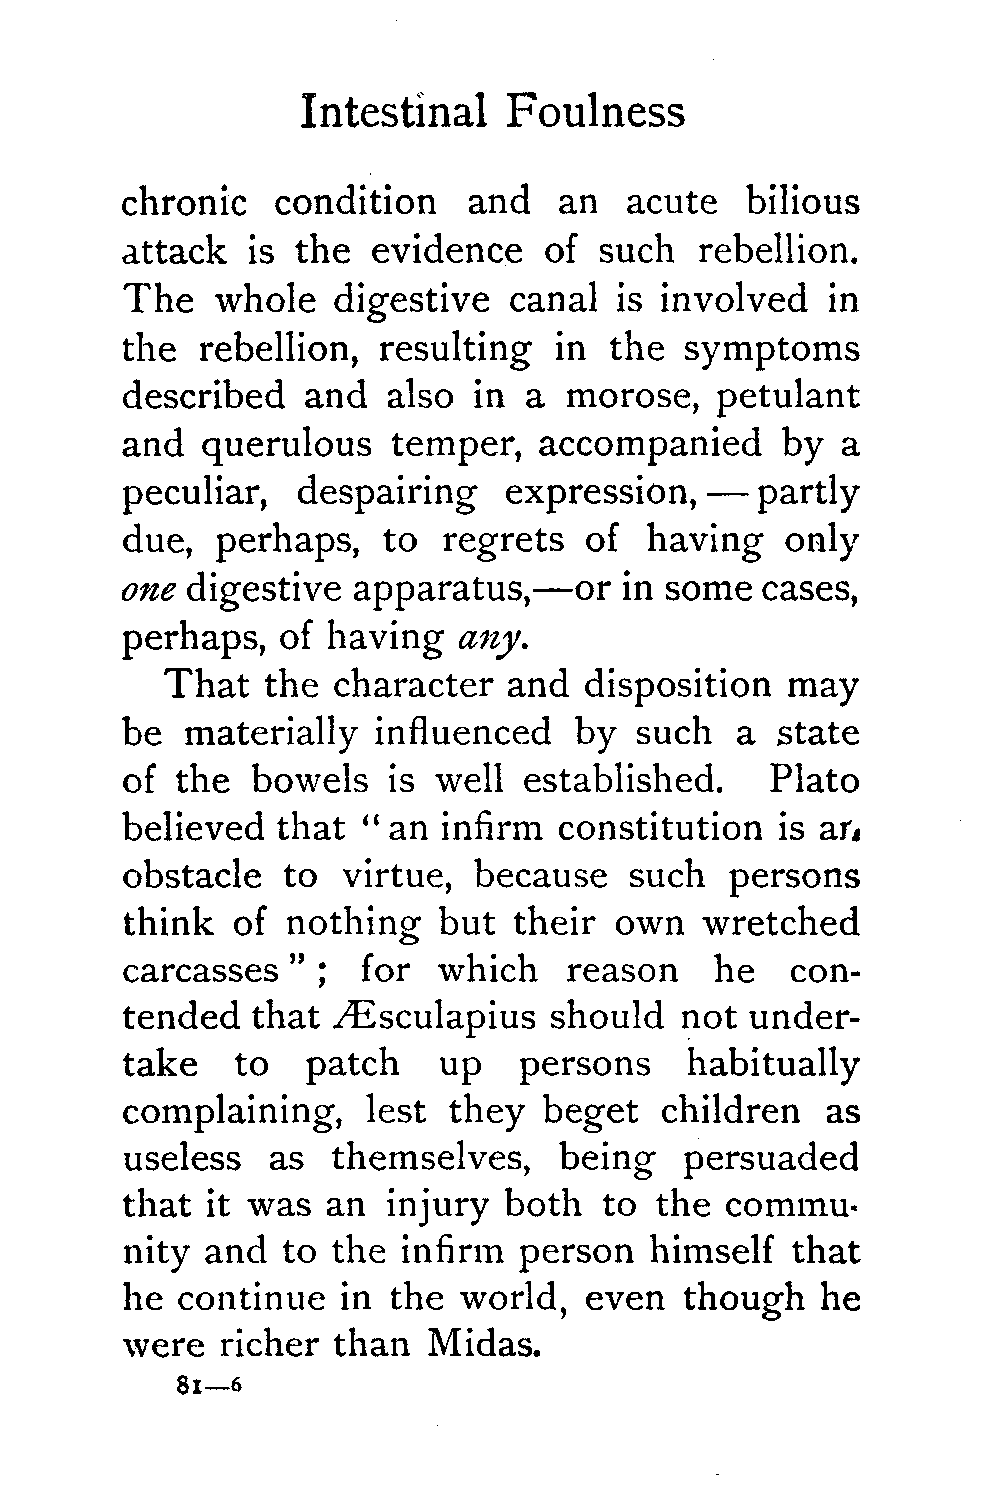 Intestinal Foulness
chronic condition and an acute bilious
attack is the evidence of such rebellion.
The whole digestive canal is involved in
the rebellion, resulting in the symptoms
described and also in a morose, petulant
and querulous temper, accompanied by a
peculiar, despairing expression, — partly
due, perhaps, to regrets of having only
one digestive apparatus,—or in some cases,
perhaps, of having any.
That the character and disposition may
be materially influenced by such a state
of the bowels is well established. Plato
believed that “ an infirm constitution is an
obstacle to virtue, because such persons
think of nothing but their own wretched
carcasses ” ; for which reason he con-
tended that Æsculapius should not under-
take to patch up persons habitually
complaining, lest they beget children as
useless as themselves, being persuaded
that it was an injury both to the commu-
nity and to the infirm person himself that
he continue in the world, even though he
were richer than Midas.
81—6